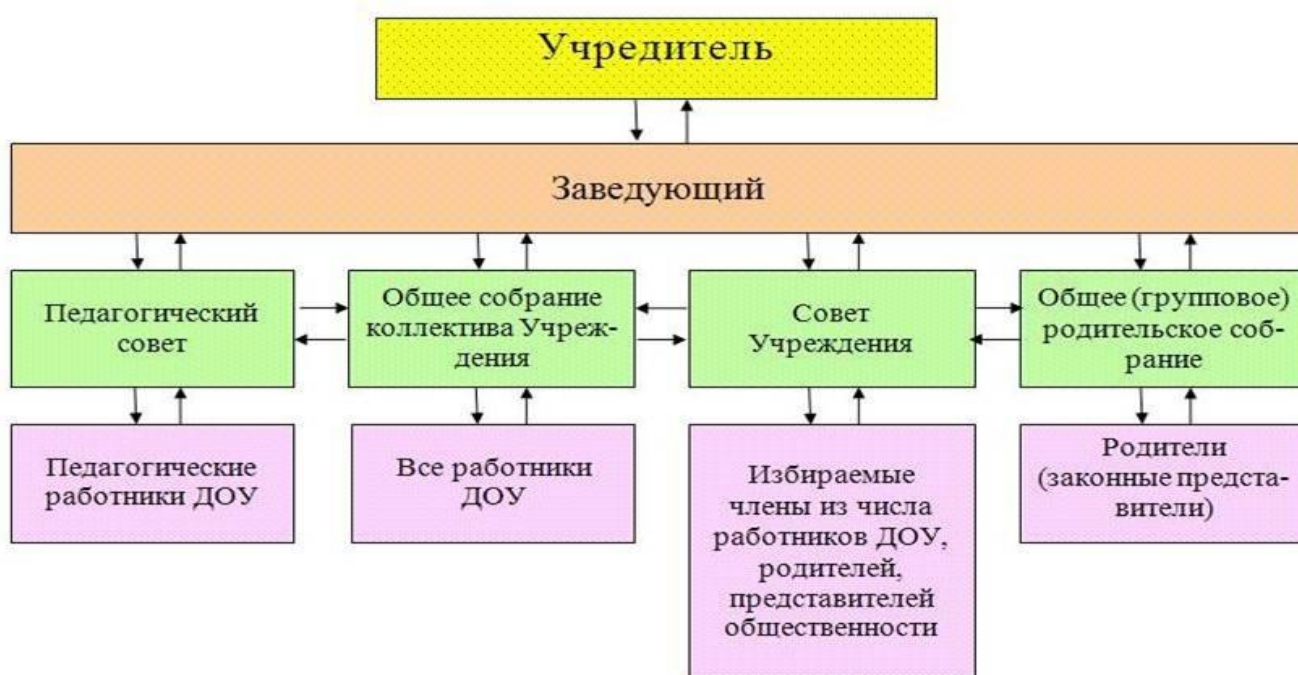 Учредитель
Заведующий
Педагогический
совет
Общее собрание
коллектива Учреж-
дения
Совет
Учреждения
Общее (групповое)
родительское соб-
рание
Педагогические
работники ДОУ
Все работники
ДОУ
Избираемые
члены из числа
работников ДОУ,
родителей,
представителей
общественности
Родители
(законные предста-
вители)